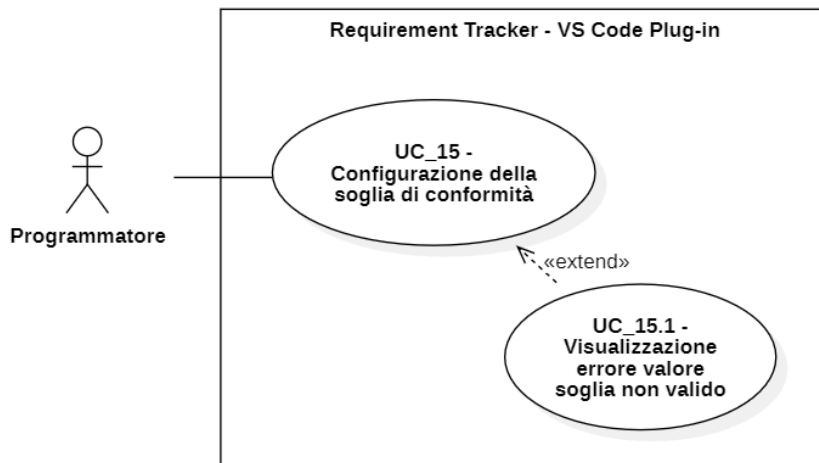 Requirement Tracker - VS Code Plug-in
UC_15 -
Configurazione della
soglia di conformità
Programmatore
«extend»
UC_15.1 -
Visualizzazione
errore valore
soglia non valido